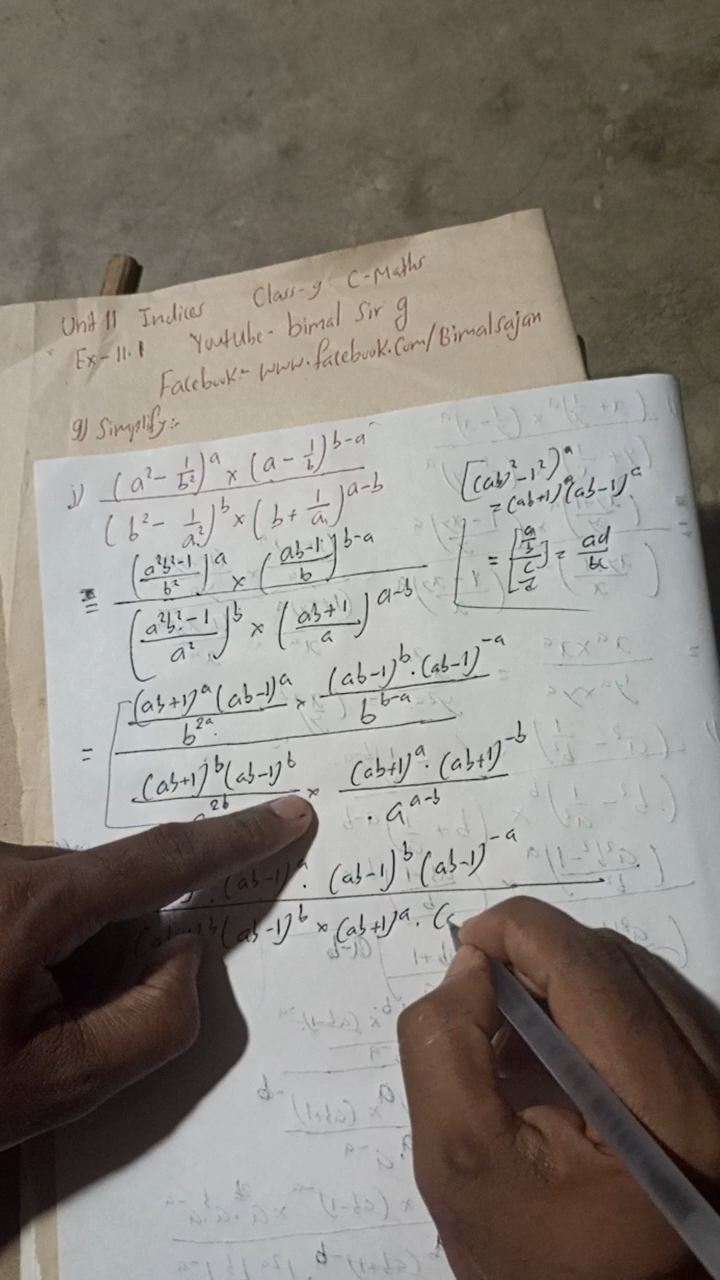 Unit 11 Indices Class-9 C-Maths
Ex-11.1 Youtube- bimal Sir g
Facebook- www.facebook.com/Bimalsajan
g) Simplify:-
j) (a² - 1/b²)^a × (a - 1/b)^(b-a)
(b² - 1/a²)^b × (b + 1/a)^(a-b)
[(ab)² - 1²)^a
= (ab+1)^a (ab-1)^a
= [a/b / c/d] = ad/bc
= ((a²b²-1)/b²)^a × ((ab-1)/b)^(b-a)
((a²b²-1)/a²)^b × ((ab+1)/a)^(a-b)
= (ab+1)^a (ab-1)^a / b^2a × (ab-1)^b · (ab-1)^-a / b^(b-a)
(ab+1)^b (ab-1)^b / 2b × (ab+1)^a · (ab+1)^-b / · a^(a-b)
· (ab-1)^a · (ab-1)^b (ab-1)^-a
(ab-1)^b × (ab+1)^a · (